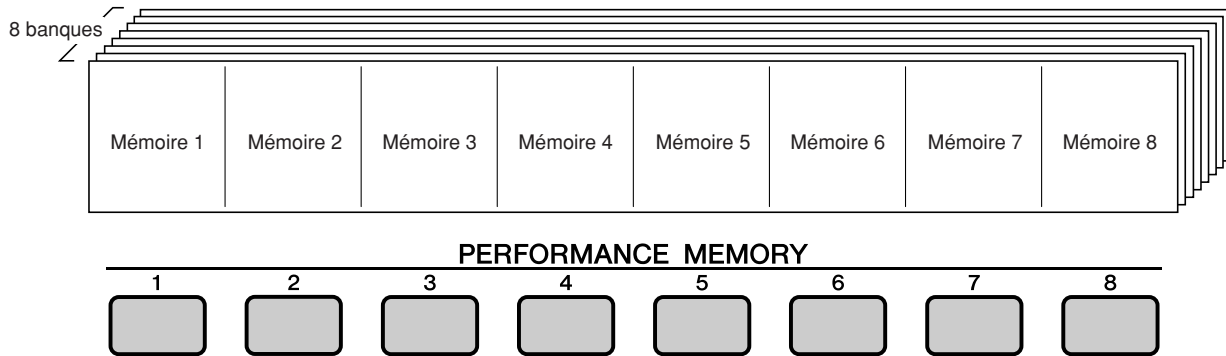 8 banques
Mémoire 1 Mémoire 2 Mémoire 3 Mémoire 4 Mémoire 5 Mémoire 6 Mémoire 7 Mémoire 8
PERFORMANCE MEMORY
1 2 3 4 5 6 7 8